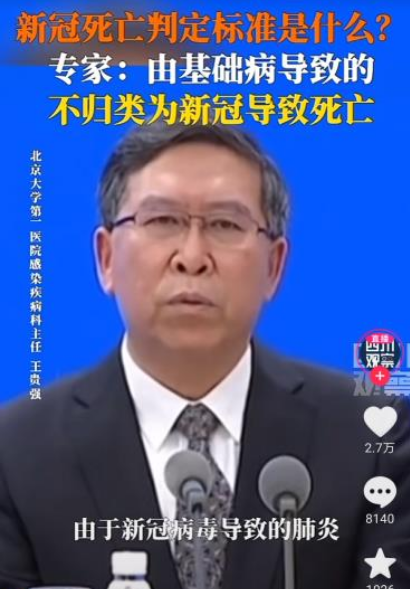 新冠死亡判定标准是什么？
专家：由基础病导致的
不归类为新冠导致死亡
北京大学第一医院感染疾病科主任 王贵强
直播
四川
观察
2.7万
8140
由于新冠病毒导致的肺炎